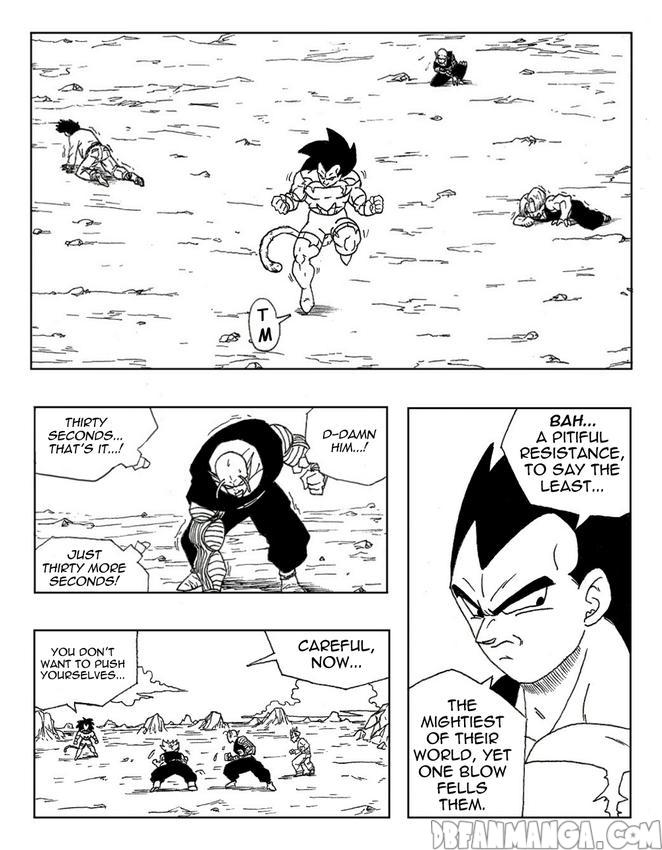 T
M
BAH...
A PITIFUL
RESISTANCE,
TO SAY THE
LEAST...
THE
MIGHTIEST
OF THEIR
WORLD, YET
ONE BLOW
FELLS
THEM.
D-DAMN
HIM...!
THIRTY
SECONDS...
THAT'S IT...!
JUST
THIRTY MORE
SECONDS!
CAREFUL,
NOW...
YOU DON'T
WANT TO PUSH
YOURSELVES...
DBFANMANGA.COM